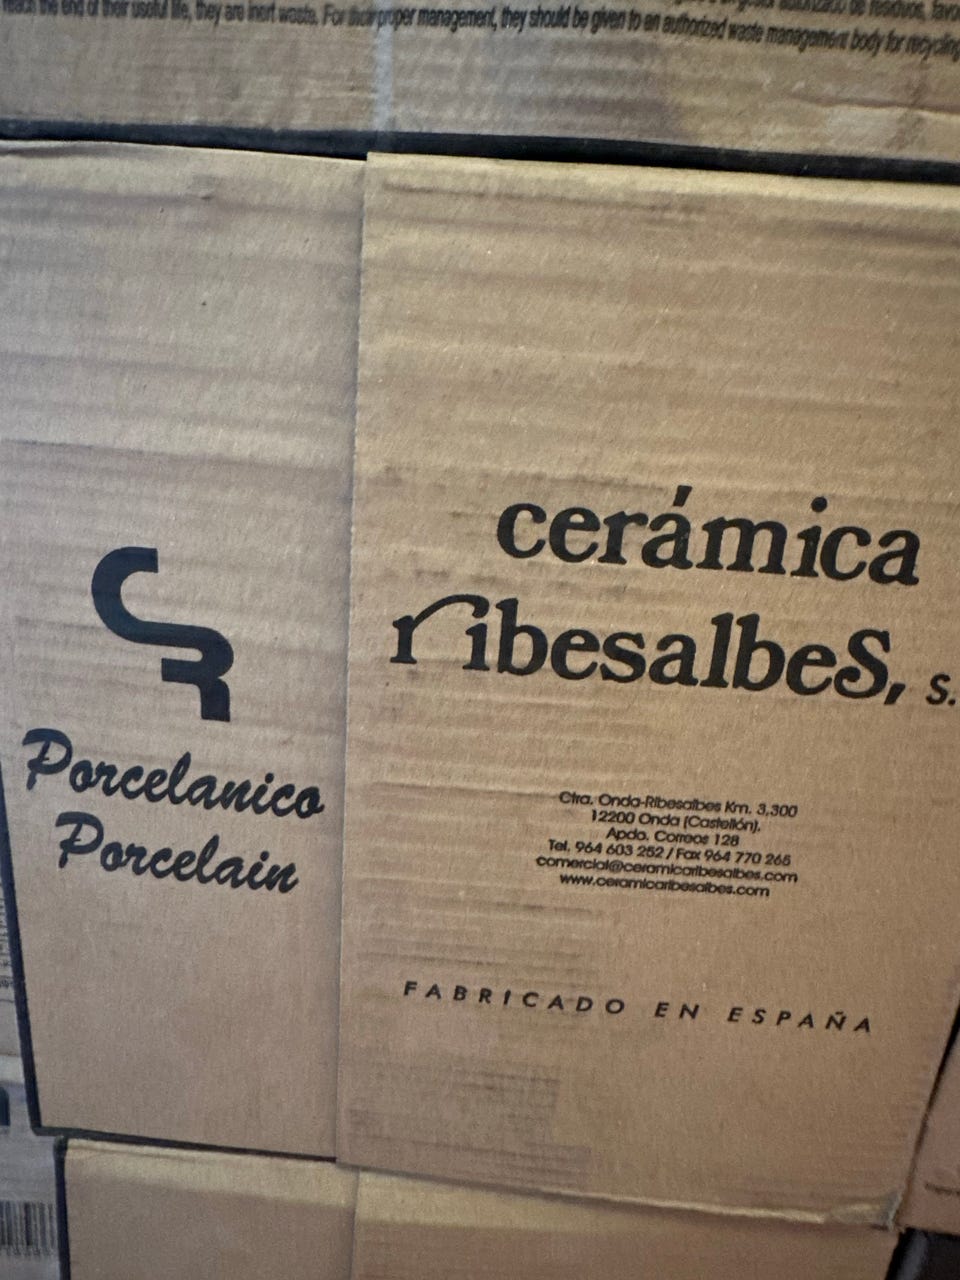 reach the end of their useful life, they are inert waste. For their proper management, they should be given to an authorized waste management body for recycling
CR
Porcelanico
Porcelain
cerámica
ribesalbeS, s.
Ctra. Onda-Ribesalbes Km. 3,300
12200 Onda (Castellón).
Apdo. Correos 128
Tel. 964 603 252 / Fax 964 770 265
comercial@ceramicaribesalbes.com
www.ceramicaribesalbes.com
FABRICADO EN ESPAÑA